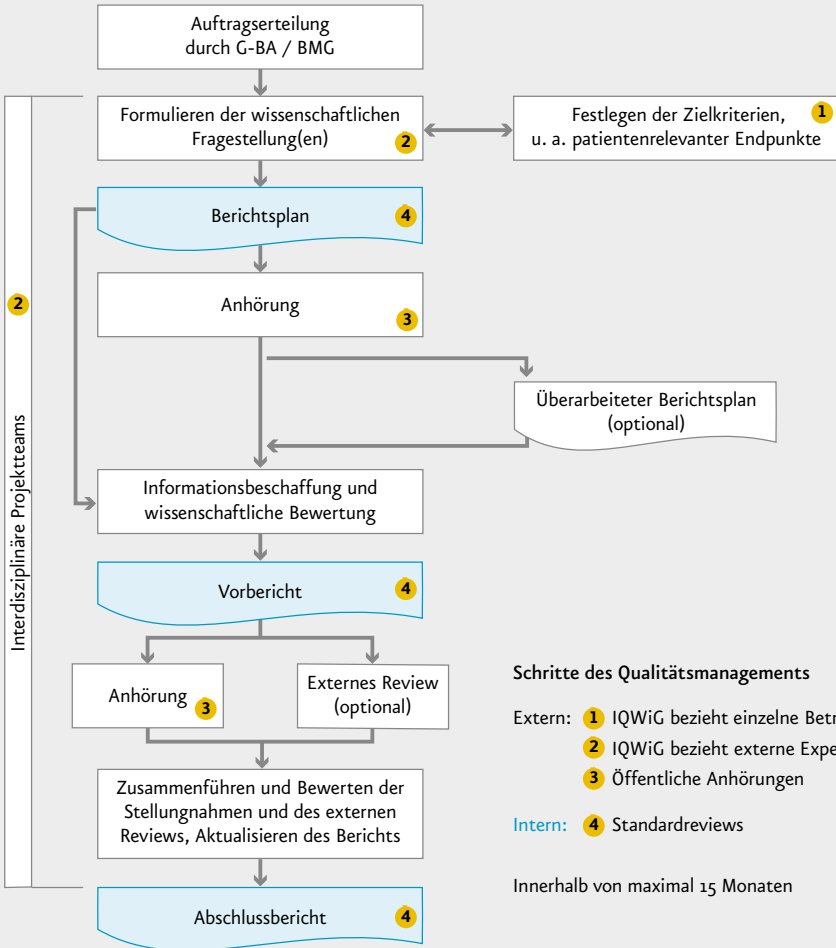 Auftragserteilung
durch G-BA / BMG
Formulieren der wissenschaftlichen
Fragestellung(en)
2
Festlegen der Zielkriterien,
u. a. patientenrelevanter Endpunkte
1
Berichtsplan
4
Anhörung
3
2
Interdisziplinäre Projektteams
Überarbeiteter Berichtsplan
(optional)
Informationsbeschaffung und
wissenschaftliche Bewertung
Vorbericht
4
Anhörung
3
Externes Review
(optional)
Zusammenführen und Bewerten der
Stellungnahmen und des externen
Reviews, Aktualisieren des Berichts
Abschlussbericht
4
Schritte des Qualitätsmanagements
Extern: 1 IQWiG bezieht einzelne
2 IQWiG bezieht externe
3 Öffentliche Anhörungen
Intern: 4 Standardreviews
Innerhalb von maximal 15 Monaten